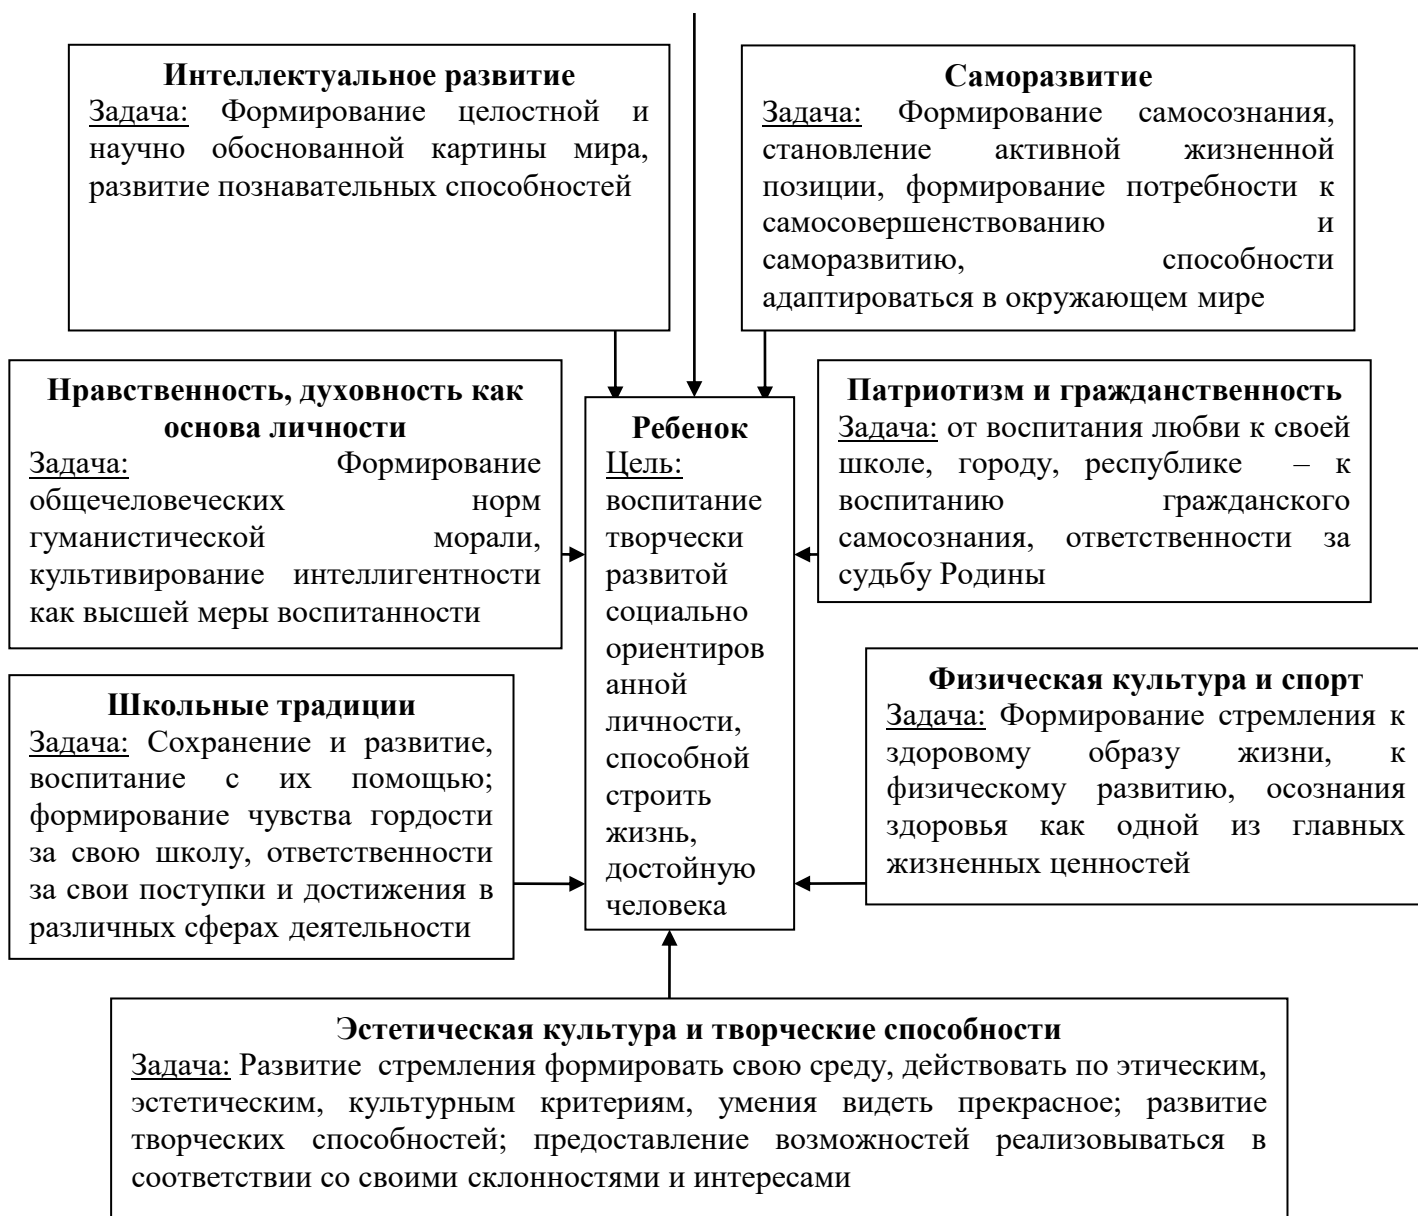 Интеллектуальное развитие
Задача: Формирование целостной и
научно обоснованной картины мира,
развитие познавательных способностей
Саморазвитие
Задача: Формирование самосознания,
становление активной жизненной
позиции, формирование потребности к
самосовершенствованию и
саморазвитию, способности
адаптироваться в окружающем мире
Нравственность, духовность как
основа личности
Задача: Формирование
общечеловеческих норм
гуманистической морали,
культивирование интеллигентности
как высшей меры воспитанности
Ребенок
Цель:
воспитание
творчески
развитой
социально
ориентиров
анной
личности,
способной
строить
жизнь,
достойную
человека
Патриотизм и гражданственность
Задача: от воспитания любви к своей
школе, городу, республике – к
воспитанию гражданского
самосознания, ответственности за
судьбу Родины
Школьные традиции
Задача: Сохранение и развитие,
воспитание с их помощью;
формирование чувства гордости
за свою школу, ответственности
за свои поступки и достижения в
различных сферах деятельности
Физическая культура и спорт
Задача: Формирование стремления к
здоровому образу жизни, к
физическому развитию, осознания
здоровья как одной из главных
жизненных ценностей
Эстетическая культура и творческие способности
Задача: Развитие стремления формировать свою среду, действовать по этическим,
эстетическим, культурным критериям, умения видеть прекрасное; развитие
творческих способностей; предоставление возможностей реализовываться в
соответствии со своими склонностями и интересами